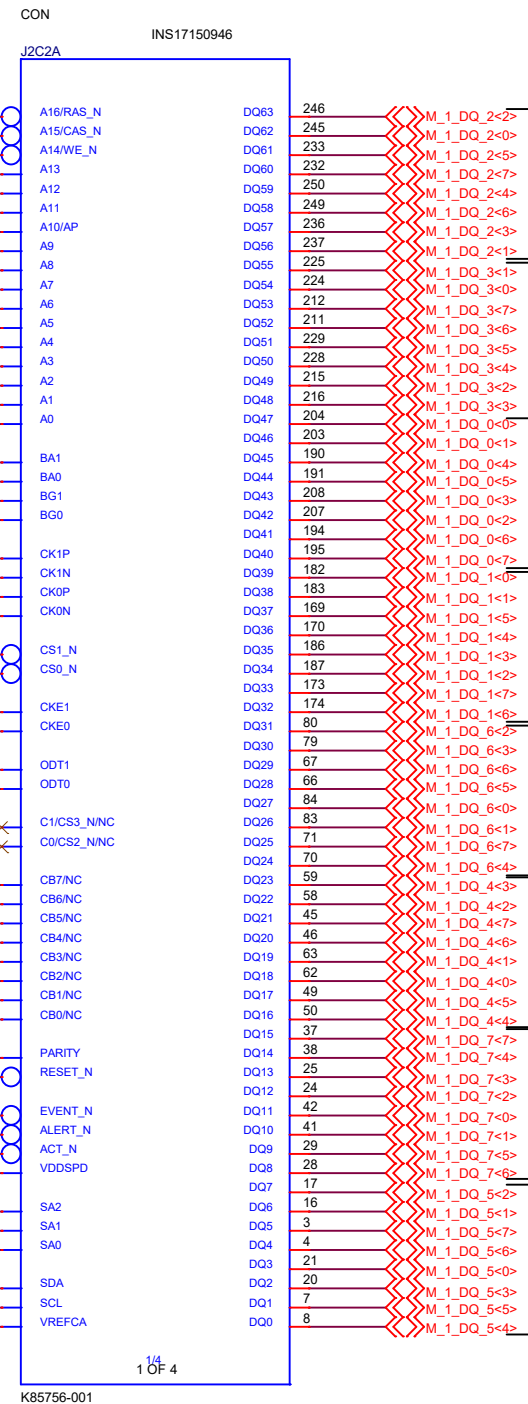 CON
INS17150946
J2C2A
A16/RAS_N DQ63 246 M_1_DQ_2<2>
A15/CAS_N DQ62 245 M_1_DQ_2<0>
A14/WE_N DQ61 233 M_1_DQ_2<5>
A13 DQ60 232 M_1_DQ_2<7>
A12 DQ59 250 M_1_DQ_2<4>
A11 DQ58 249 M_1_DQ_2<6>
A10/AP DQ57 236 M_1_DQ_2<3>
A9 DQ56 237 M_1_DQ_2<1>
A8 DQ55 225 M_1_DQ_3<1>
A7 DQ54 224 M_1_DQ_3<0>
A6 DQ53 212 M_1_DQ_3<7>
A5 DQ52 211 M_1_DQ_3<6>
A4 DQ51 229 M_1_DQ_3<5>
A3 DQ50 228 M_1_DQ_3<4>
A2 DQ49 215 M_1_DQ_3<2>
A1 DQ48 216 M_1_DQ_3<3>
A0 DQ47 204 M_1_DQ_0<0>
DQ46 203 M_1_DQ_0<1>
BA1 DQ45 190 M_1_DQ_0<4>
BA0 DQ44 191 M_1_DQ_0<5>
BG1 DQ43 208 M_1_DQ_0<3>
BG0 DQ42 207 M_1_DQ_0<2>
DQ41 194 M_1_DQ_0<6>
CK1P DQ40 195 M_1_DQ_0<7>
CK1N DQ39 182 M_1_DQ_1<0>
CK0P DQ38 183 M_1_DQ_1<1>
CK0N DQ37 169 M_1_DQ_1<5>
DQ36 170 M_1_DQ_1<4>
CS1_N DQ35 186 M_1_DQ_1<3>
CS0_N DQ34 187 M_1_DQ_1<2>
DQ33 173 M_1_DQ_1<7>
CKE1 DQ32 174 M_1_DQ_1<6>
CKE0 DQ31 80 M_1_DQ_6<2>
DQ30 79 M_1_DQ_6<3>
ODT1 DQ29 67 M_1_DQ_6<6>
ODT0 DQ28 66 M_1_DQ_6<5>
DQ27 84 M_1_DQ_6<0>
C1/CS3_N/NC DQ26 83 M_1_DQ_6<1>
C0/CS2_N/NC DQ25 71 M_1_DQ_6<7>
DQ24 70 M_1_DQ_6<4>
CB7/NC DQ23 59 M_1_DQ_4<3>
CB6/NC DQ22 58 M_1_DQ_4<2>
CB5/NC DQ21 45 M_1_DQ_4<7>
CB4/NC DQ20 46 M_1_DQ_4<6>
CB3/NC DQ19 63 M_1_DQ_4<1>
CB2/NC DQ18 62 M_1_DQ_4<0>
CB1/NC DQ17 49 M_1_DQ_4<5>
CB0/NC DQ16 50 M_1_DQ_4<4>
DQ15 37 M_1_DQ_7<7>
PARITY DQ14 38 M_1_DQ_7<4>
RESET_N DQ13 25 M_1_DQ_7<3>
DQ12 24 M_1_DQ_7<2>
EVENT_N DQ11 42 M_1_DQ_7<0>
ALERT_N DQ10 41 M_1_DQ_7<1>
ACT_N DQ9 29 M_1_DQ_7<5>
VDDSPD DQ8 28 M_1_DQ_7<6>
DQ7 17 M_1_DQ_5<2>
SA2 DQ6 16 M_1_DQ_5<1>
SA1 DQ5 3 M_1_DQ_5<7>
SA0 DQ4 4 M_1_DQ_5<6>
DQ3 21 M_1_DQ_5<0>
SDA DQ2 20 M_1_DQ_5<3>
SCL DQ1 7 M_1_DQ_5<5>
VREFCA DQ0 8 M_1_DQ_5<4>
1/4
1 OF 4
K85756-001